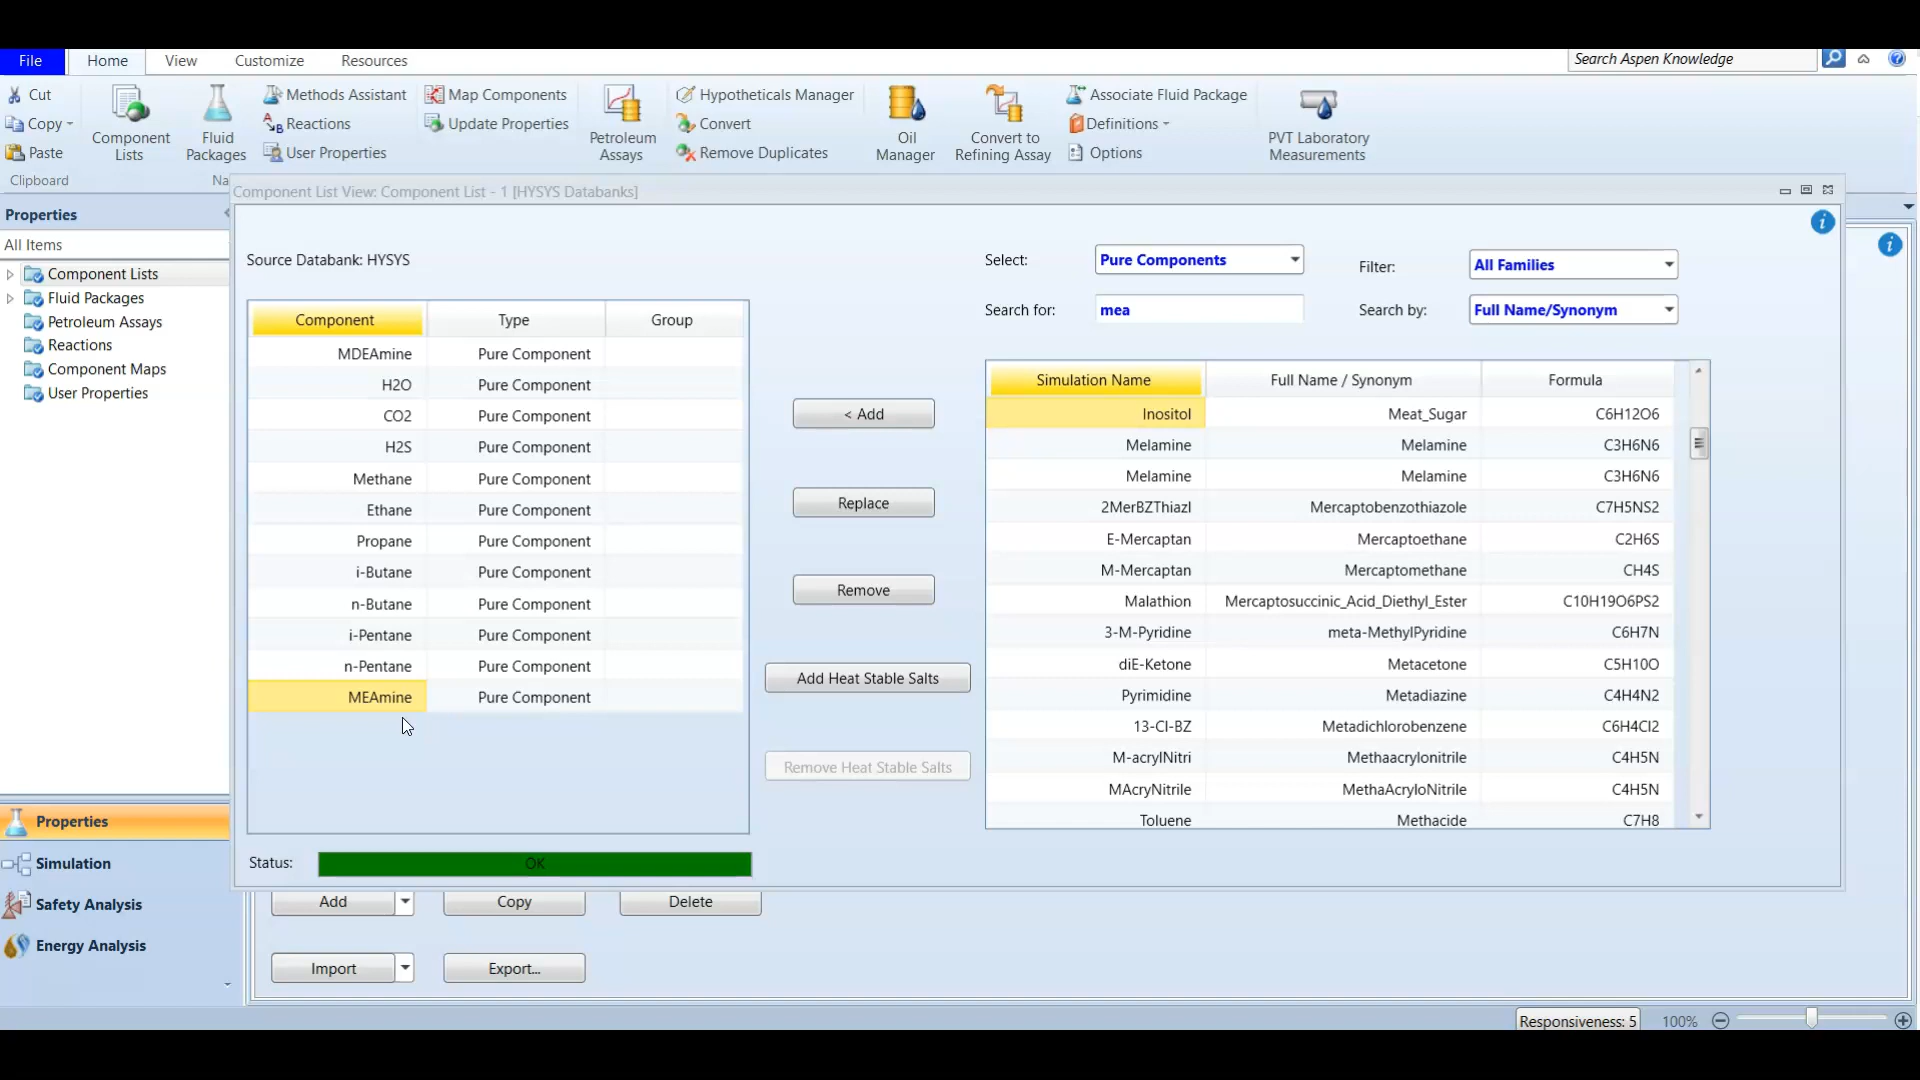 File Home View Customize Resources Search Aspen Knowledge
Cut
Copy
Paste
Clipboard
Component Lists
Fluid Packages
Na
Methods Assistant
Reactions
User Properties
Map Components
Update Properties
Petroleum Assays
Hypotheticals Manager
Convert
Remove Duplicates
Oil Manager
Convert to Refining Assay
Associate Fluid Package
Definitions
Options
PVT Laboratory Measurements
Properties
All Items
Component Lists
Fluid Packages
Petroleum Assays
Reactions
Component Maps
User Properties
Properties
Simulation
Safety Analysis
Energy Analysis
Component List View: Component List - 1 [HYSYS Databanks]
Source Databank: HYSYS
Select: Pure Components Filter: All Families
Search for: mea Search by: Full Name/Synonym
Component Type Group
MDEAmine Pure Component
H2O Pure Component
CO2 Pure Component
H2S Pure Component
Methane Pure Component
Ethane Pure Component
Propane Pure Component
i-Butane Pure Component
n-Butane Pure Component
i-Pentane Pure Component
n-Pentane Pure Component
MEAmine Pure Component
< Add
Replace
Remove
Add Heat Stable Salts
Remove Heat Stable Salts
Simulation Name Full Name / Synonym Formula
Inositol Meat_Sugar C6H12O6
Melamine Melamine C3H6N6
Melamine Melamine C3H6N6
2MerBZThiazl Mercaptobenzothiazole C7H5NS2
E-Mercaptan Mercaptoethane C2H6S
M-Mercaptan Mercaptomethane CH4S
Malathion Mercaptosuccinic_Acid_Diethyl_Ester C10H19O6PS2
3-M-Pyridine meta-MethylPyridine C6H7N
diE-Ketone Metacetone C5H10O
Pyrimidine Metadiazine C4H4N2
13-Cl-BZ Metadichlorobenzene C6H4Cl2
M-acrylNitri Methaacrylonitrile C4H5N
MAcryNitrile MethaAcryloNitrile C4H5N
Toluene Methacide C7H8
Status: OK
Add Copy Delete
Import Export...
Responsiveness: 5 100%